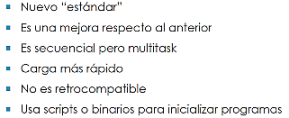 Nuevo “estándar”
Es una mejora respecto al anterior
Es secuencial pero multitask
Carga más rápido
No es retrocompatible
Usa scripts o binarios para inicializar programas